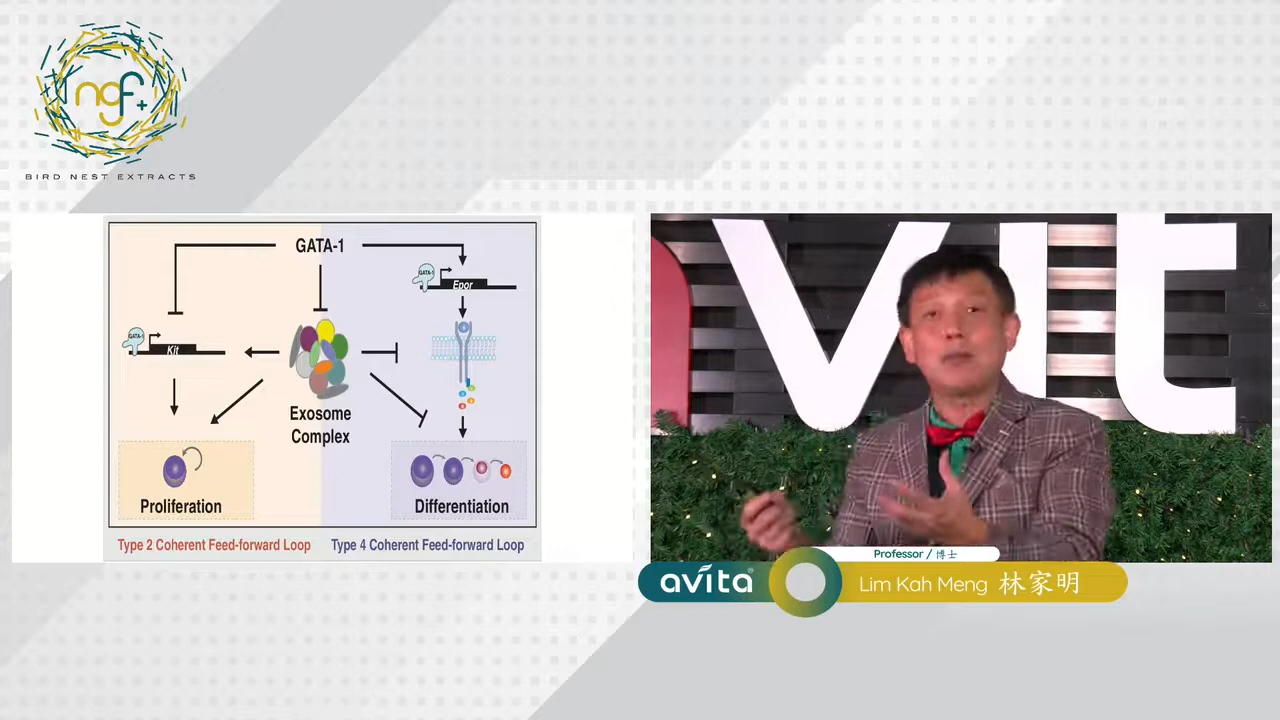 ngf+
BIRD NEST EXTRACTS
GATA-1
GATA-1
Epor
GATA-1
Kit
Exosome
Complex
Proliferation
Differentiation
Type 2 Coherent Feed-forward Loop
Type 4 Coherent Feed-forward Loop
vit
Professor / 博士
avita®
Lim Kah Meng 林家明